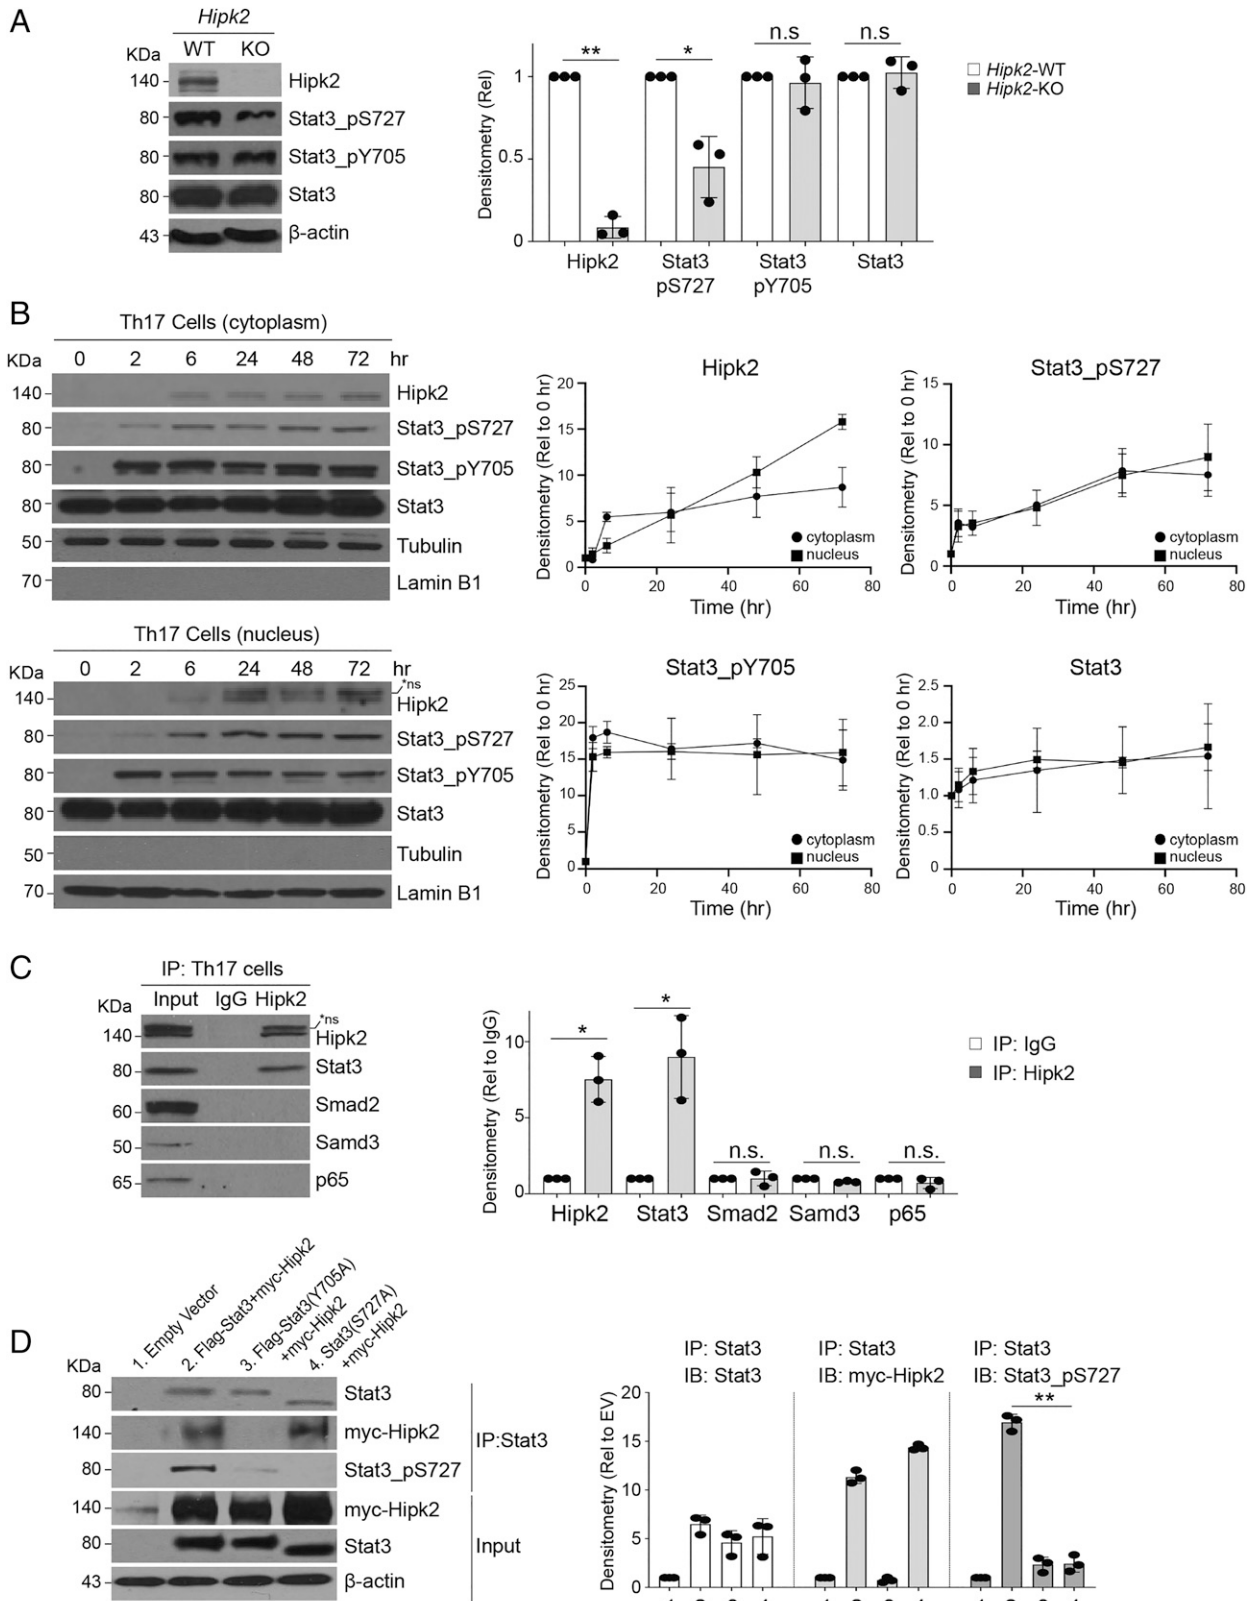 A
Hipk2
KDa WT KO
140 Hipk2
80 Stat3_pS727
80 Stat3_pY705
80 Stat3
43 β-actin
Densitometry (Rel)
1
0.5
0
** * n.s n.s
Hipk2 Stat3 pS727 Stat3 pY705 Stat3
Hipk2-WT
Hipk2-KO
B
Th17 Cells (cytoplasm)
KDa 0 2 6 24 48 72 hr
140 Hipk2
80 Stat3_pS727
80 Stat3_pY705
80 Stat3
50 Tubulin
70 Lamin B1
Th17 Cells (nucleus)
KDa 0 2 6 24 48 72 hr
*ns
140 Hipk2
80 Stat3_pS727
80 Stat3_pY705
80 Stat3
50 Tubulin
70 Lamin B1
Hipk2
Densitometry (Rel to 0 hr)
20
15
10
5
0
0 20 40 60 80
Time (hr)
cytoplasm
nucleus
Stat3_pS727
Densitometry (Rel to 0 hr)
15
10
5
0
0 20 40 60 80
Time (hr)
cytoplasm
nucleus
Stat3_pY705
Densitometry (Rel to 0 hr)
25
20
15
10
5
0
0 20 40 60 80
Time (hr)
cytoplasm
nucleus
Stat3
Densitometry (Rel to 0 hr)
2.5
2.0
1.5
1.0
0.5
0
0 20 40 60 80
Time (hr)
cytoplasm
nucleus
C
IP: Th17 cells
KDa Input IgG Hipk2
*ns
140 Hipk2
80 Stat3
60 Smad2
50 Samd3
65 p65
Densitometry (Rel to IgG)
10
5
0
* * n.s. n.s. n.s.
Hipk2 Stat3 Smad2 Samd3 p65
IP: IgG
IP: Hipk2
D
1. Empty Vector
2. Flag-Stat3+myc-Hipk2
3. Flag-Stat3(Y705A)
+myc-Hipk2
4. Stat3(S727A)
+myc-Hipk2
KDa
80 Stat3
140 myc-Hipk2
80 Stat3_pS727
IP:Stat3
140 myc-Hipk2
80 Stat3
43 β-actin
Input
IP: Stat3 IP: Stat3 IP: Stat3
IB: Stat3 IB: myc-Hipk2 IB: Stat3_pS727
Densitometry (Rel to EV)
20
15
10
5
0
**